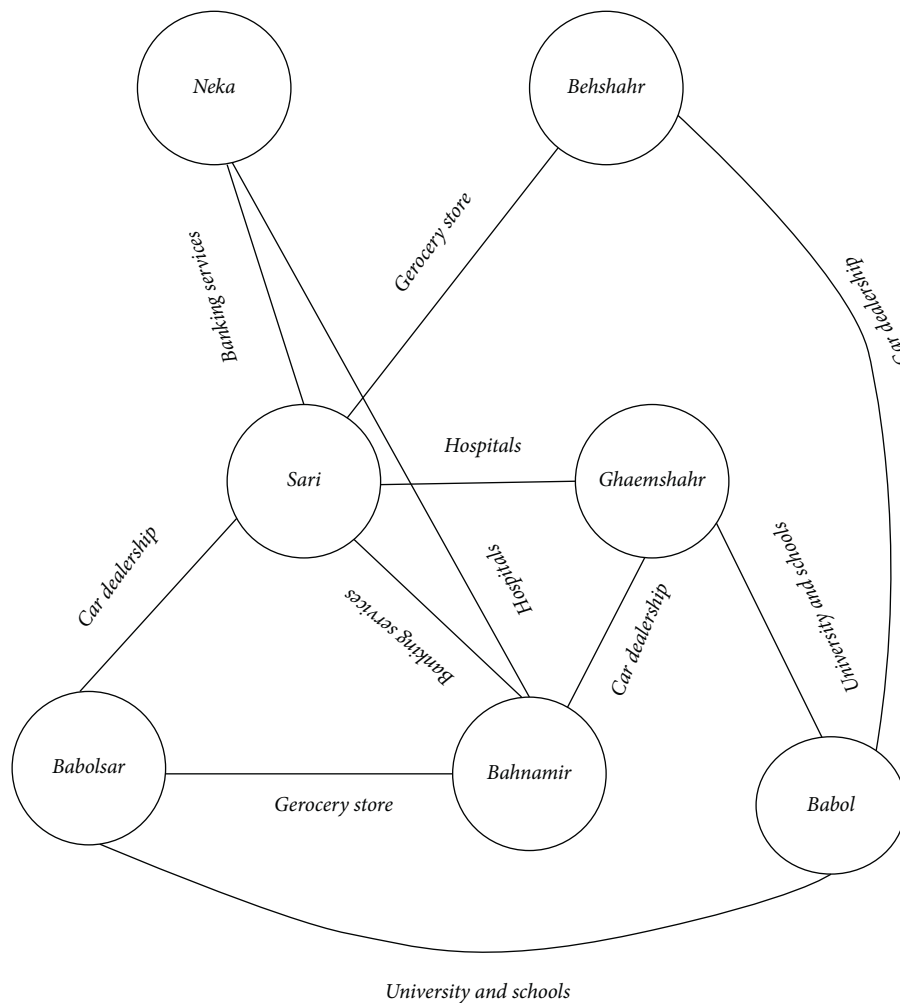 Neka
Behshahr
Gerocery store
Banking services
Car dealership
Hospitals
Sari
Ghaemshahr
Car dealership
Hospitals
University and schools
Banking services
Car dealership
Babolsar
Bahnamir
Babol
Gerocery store
University and schools